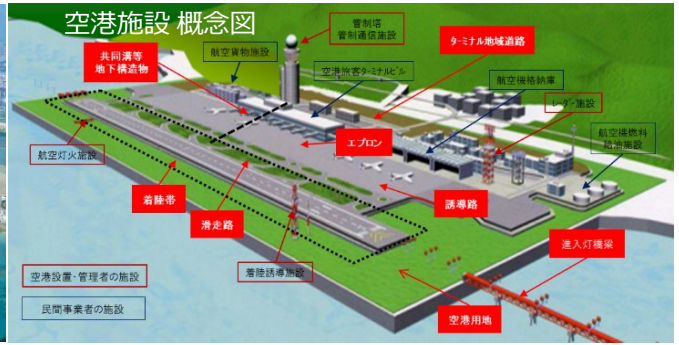 空港施設 概念図
管制塔
管制通信施設
共同溝等
地下構造物
航空貨物施設
ターミナル地域道路
空港旅客ターミナルビル
航空機格納庫
レーダー施設
航空機燃料
給油施設
エプロン
航空灯火施設
着陸帯
滑走路
誘導路
着陸誘導施設
進入灯橋梁
空港用地
空港設置・管理者の施設
民間事業者の施設